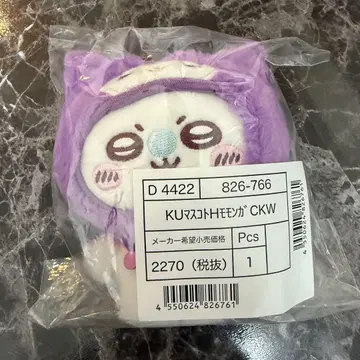 D 4422 826-766
KUﾏｽｺﾄHﾓﾓﾝｶﾞCKW
メーカー希望小売価格 Pcs
2270 (税抜) 1
4 550624 826761